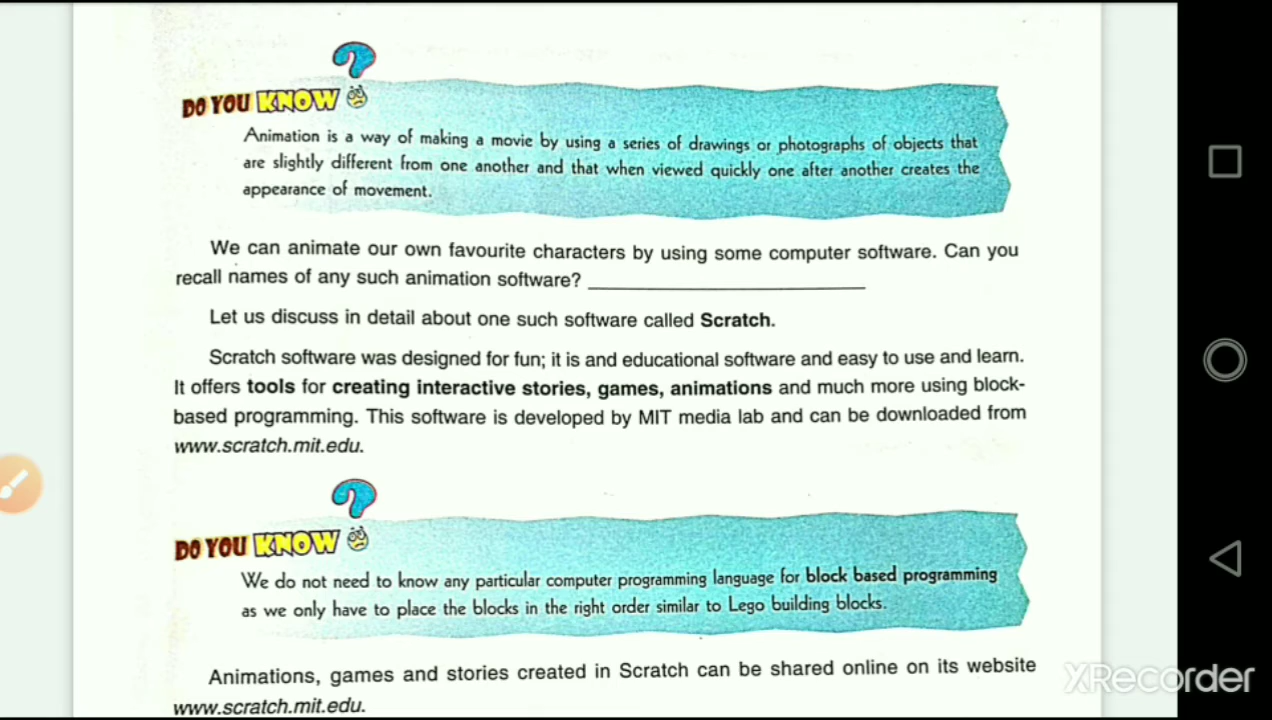 ?
DO YOU KNOW
Animation is a way of making a movie by using a series of drawings or photographs of objects that
are slightly different from one another and that when viewed quickly one after another creates the
appearance of movement.
We can animate our own favourite characters by using some computer software. Can you
recall names of any such animation software? ____________________
Let us discuss in detail about one such software called Scratch.
Scratch software was designed for fun; it is and educational software and easy to use and learn.
It offers tools for creating interactive stories, games, animations and much more using block-
based programming. This software is developed by MIT media lab and can be downloaded from
www.scratch.mit.edu.
?
DO YOU KNOW
We do not need to know any particular computer programming language for block based programming
as we only have to place the blocks in the right order similar to Lego building blocks.
Animations, games and stories created in Scratch can be shared online on its website
www.scratch.mit.edu.
XRecorder